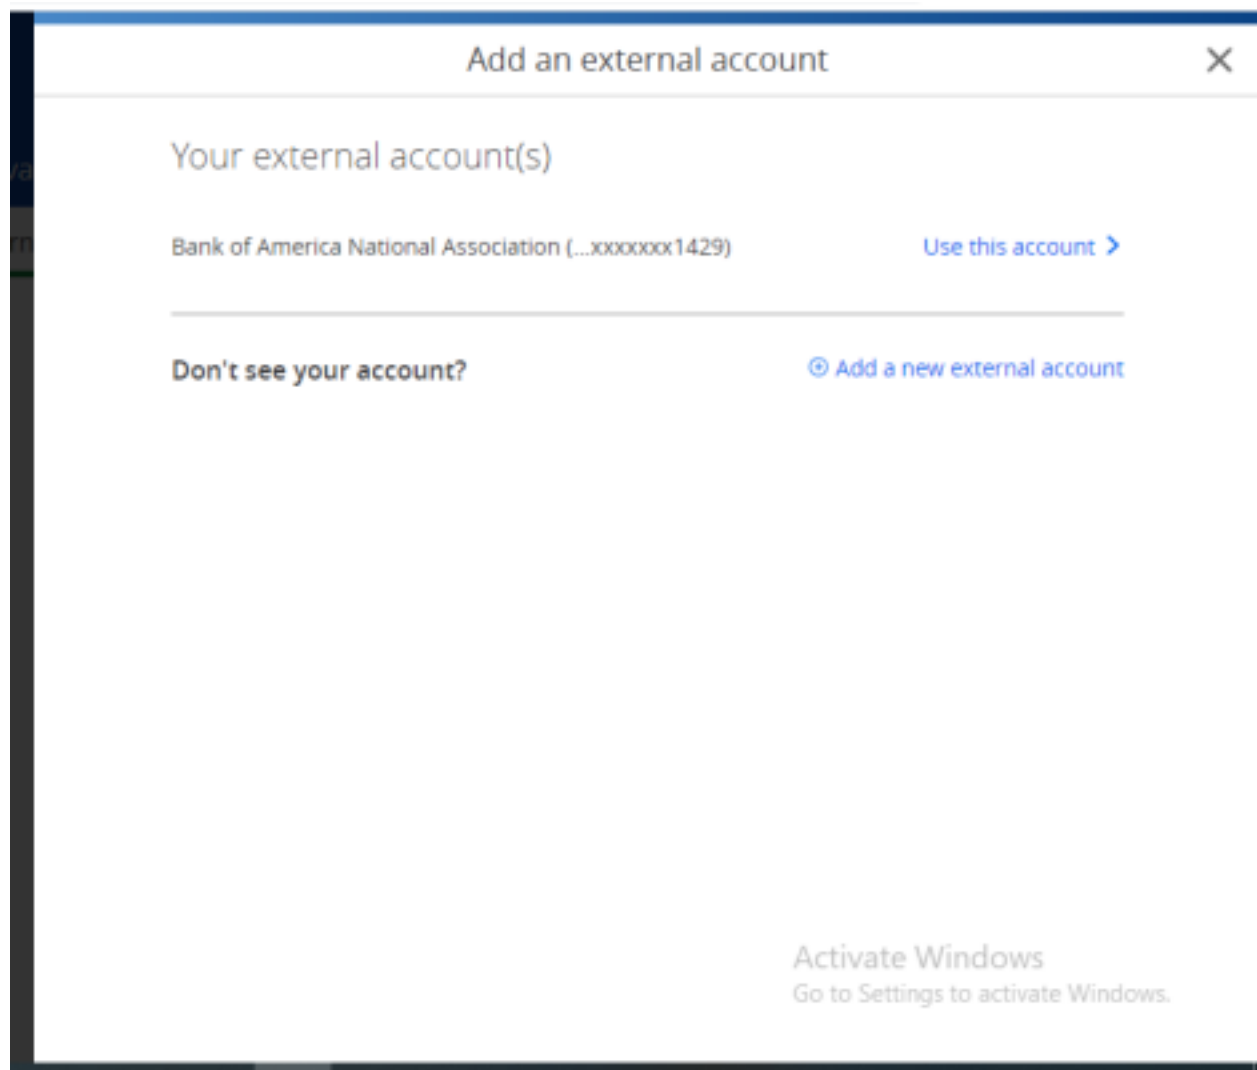 Add an external account
Your external account(s)
Bank of America National Association (...xxxxxxx1429)
Use this account
Don't see your account?
Add a new external account
Activate Windows
Go to Settings to activate Windows.